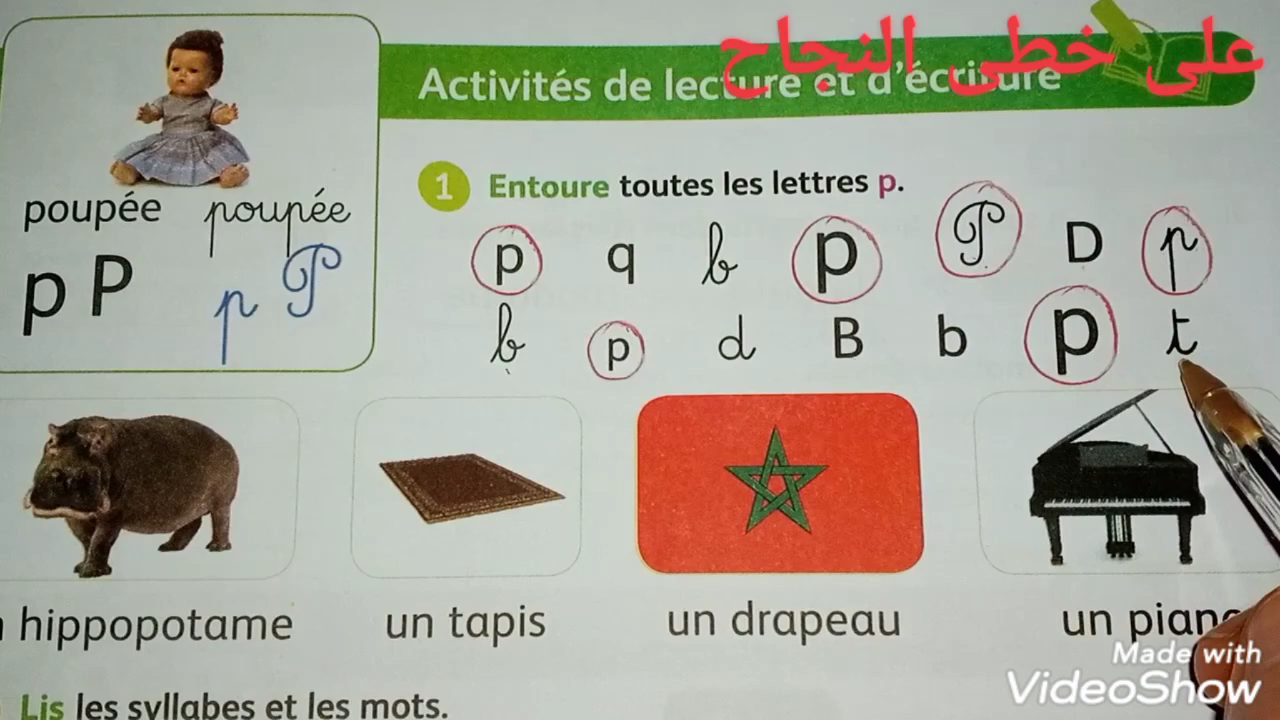 على خطى النجاح
Activités de lecture et d'écriture
poupée poupée
p P p P
1 Entoure toutes les lettres p.
p q b p P D p
b p d B b p t
hippopotame
un tapis
un drapeau
un piano
Lis les syllabes et les mots.
Made with
VideoShow